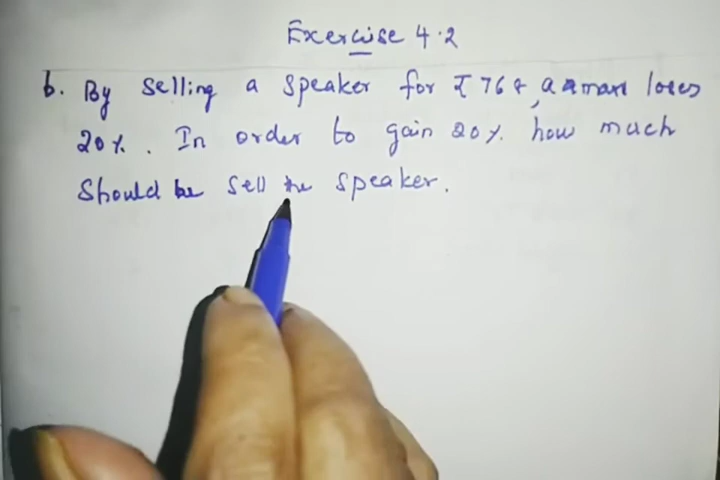 Exercise 4.2
6. By selling a speaker for ₹ 768, a man loses
20%. In order to gain 20% how much
should be sell the speaker.